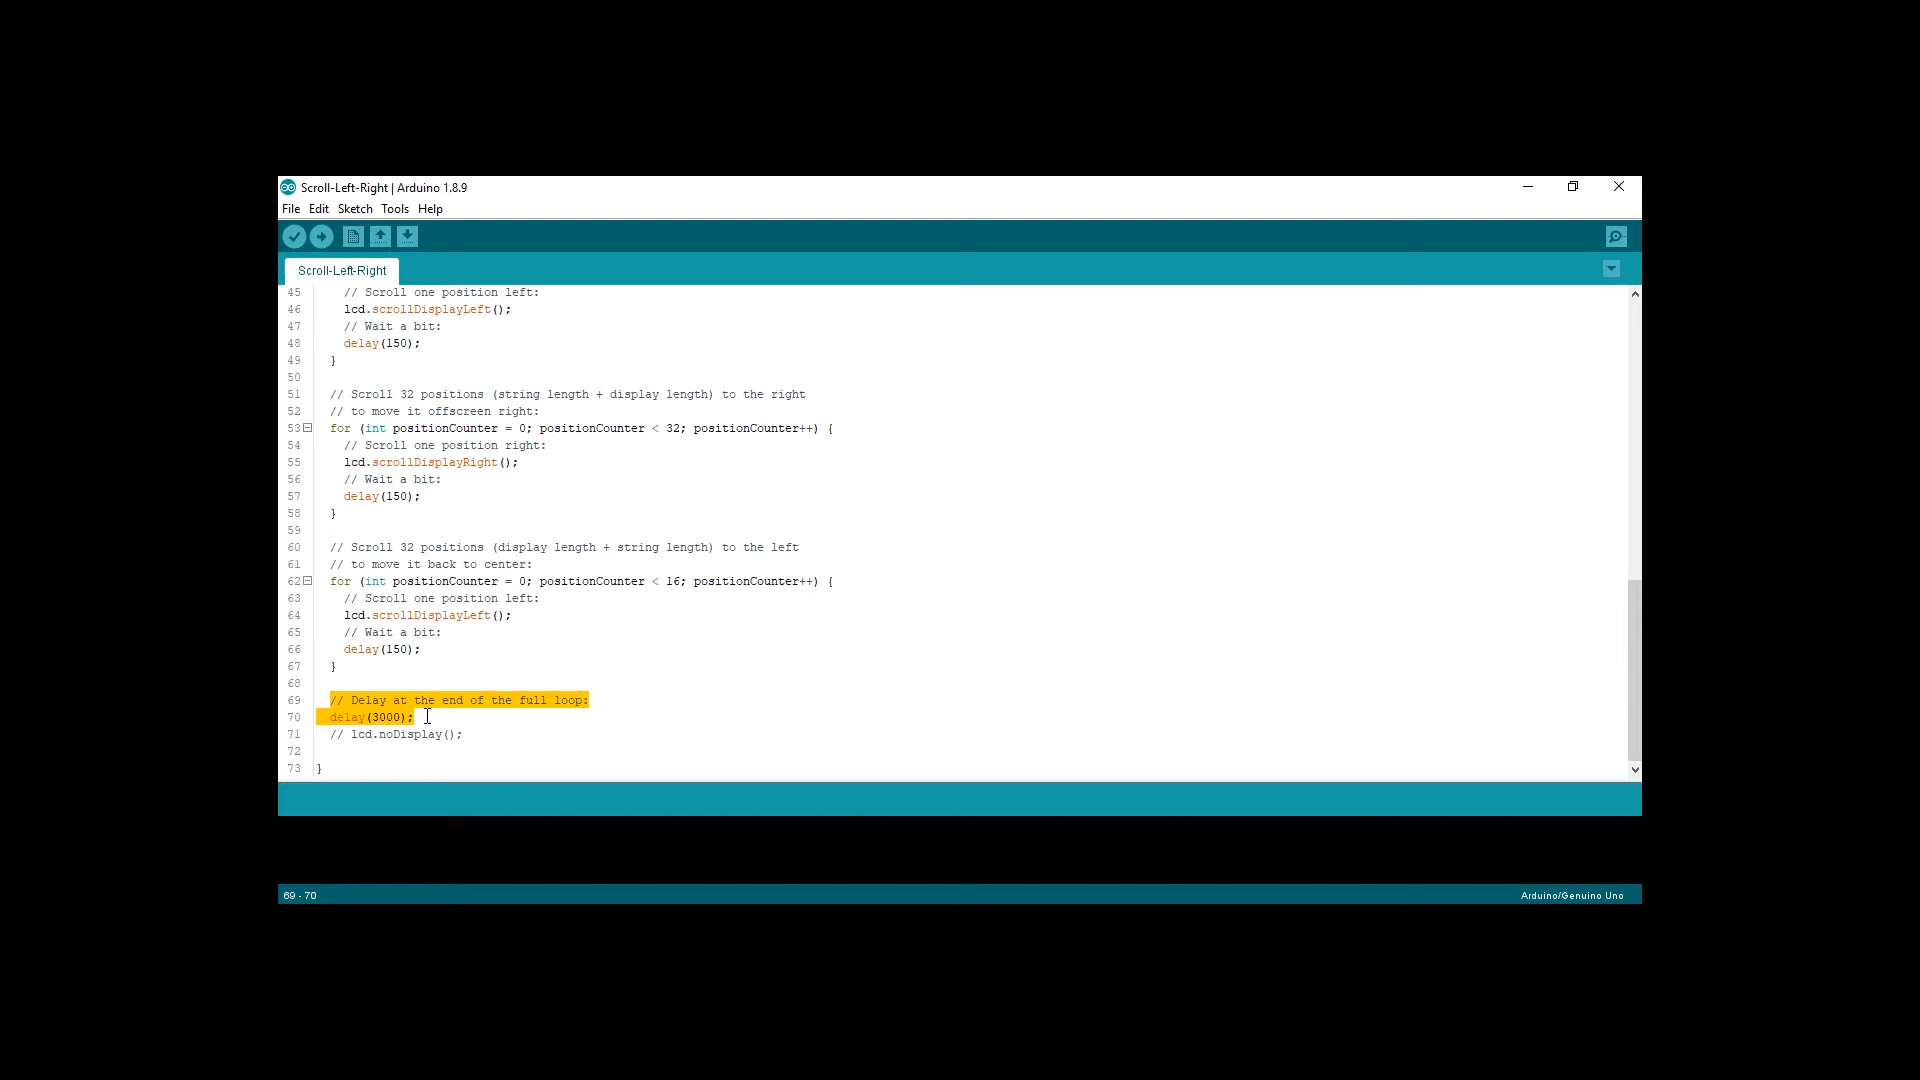 Scroll-Left-Right | Arduino 1.8.9
File Edit Sketch Tools Help
Scroll-Left-Right
45 // Scroll one position left:
46 lcd.scrollDisplayLeft();
47 // Wait a bit:
48 delay(150);
49 }
50
51 // Scroll 32 positions (string length + display length) to the right
52 // to move it offscreen right:
53 for (int positionCounter = 0; positionCounter < 32; positionCounter++) {
54 // Scroll one position right:
55 lcd.scrollDisplayRight();
56 // Wait a bit:
57 delay(150);
58 }
59
60 // Scroll 32 positions (display length + string length) to the left
61 // to move it back to center:
62 for (int positionCounter = 0; positionCounter < 16; positionCounter++) {
63 // Scroll one position left:
64 lcd.scrollDisplayLeft();
65 // Wait a bit:
66 delay(150);
67 }
68
69 // Delay at the end of the full loop:
70 delay(3000);
71 // lcd.noDisplay();
72
73 }
69 - 70 Arduino/Genuino Uno